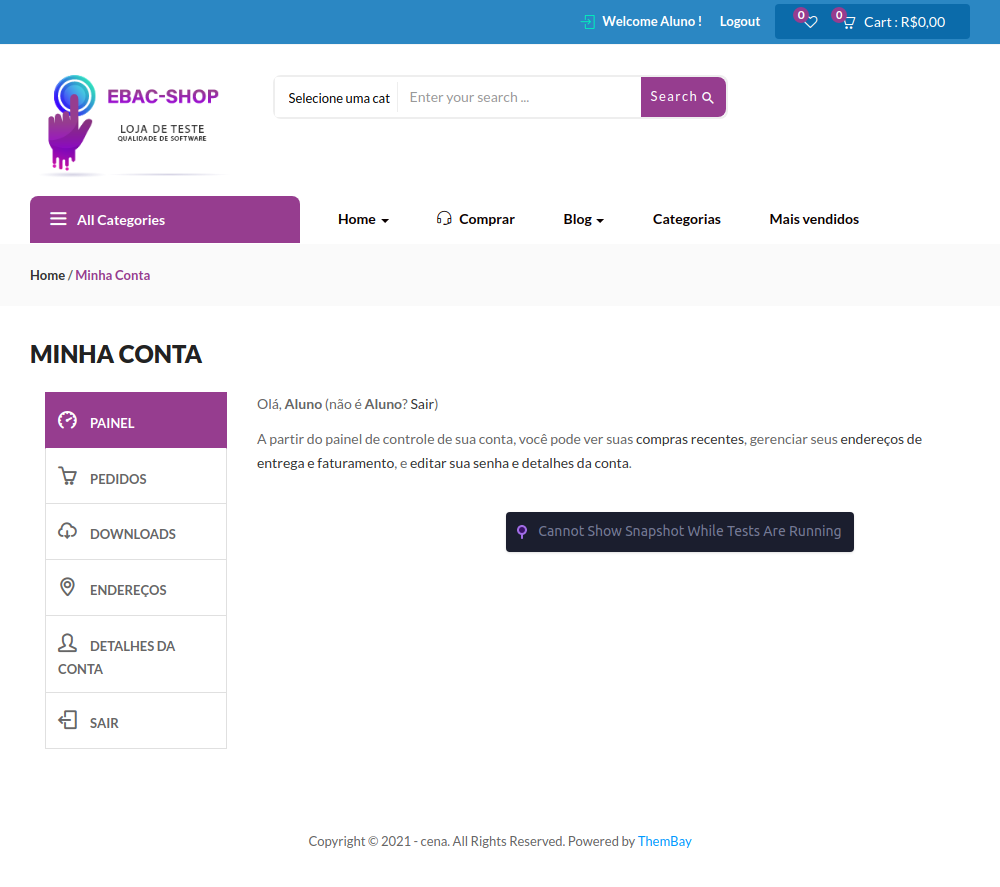 Welcome Aluno ! Logout 0 0 Cart : R$0,00
EBAC-SHOP
LOJA DE TESTE
QUALIDADE DE SOFTWARE
Selecione uma cat Enter your search ... Search
All Categories Home Comprar Blog Categorias Mais vendidos
Home / Minha Conta
MINHA CONTA
PAINEL
PEDIDOS
DOWNLOADS
ENDEREÇOS
DETALHES DA
CONTA
SAIR
Olá, Aluno (não é Aluno? Sair)
A partir do painel de controle de sua conta, você pode ver suas compras recentes, gerenciar seus endereços de
entrega e faturamento, e editar sua senha e detalhes da conta.
Cannot Show Snapshot While Tests Are Running
Copyright © 2021 - cena. All Rights Reserved. Powered by ThemBay